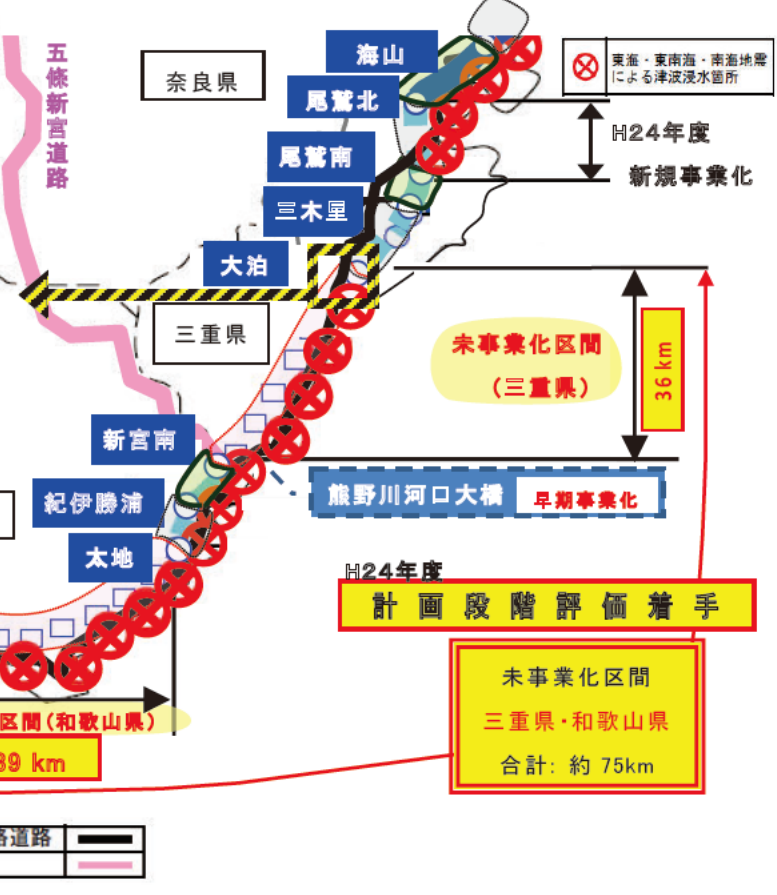 五條新宮道路
奈良県
海山
東海・東南海・南海地震
による津波浸水箇所
尾鷲北
H24年度
新規事業化
尾鷲南
三木里
大泊
三重県
未事業化区間
(三重県)
36 km
新宮南
紀伊勝浦
熊野川河口大橋
早期事業化
太地
H24年度
計画段階評価着手
未事業化区間
三重県・和歌山県
合計: 約 75km
区間(和歌山県)
39 km
道路